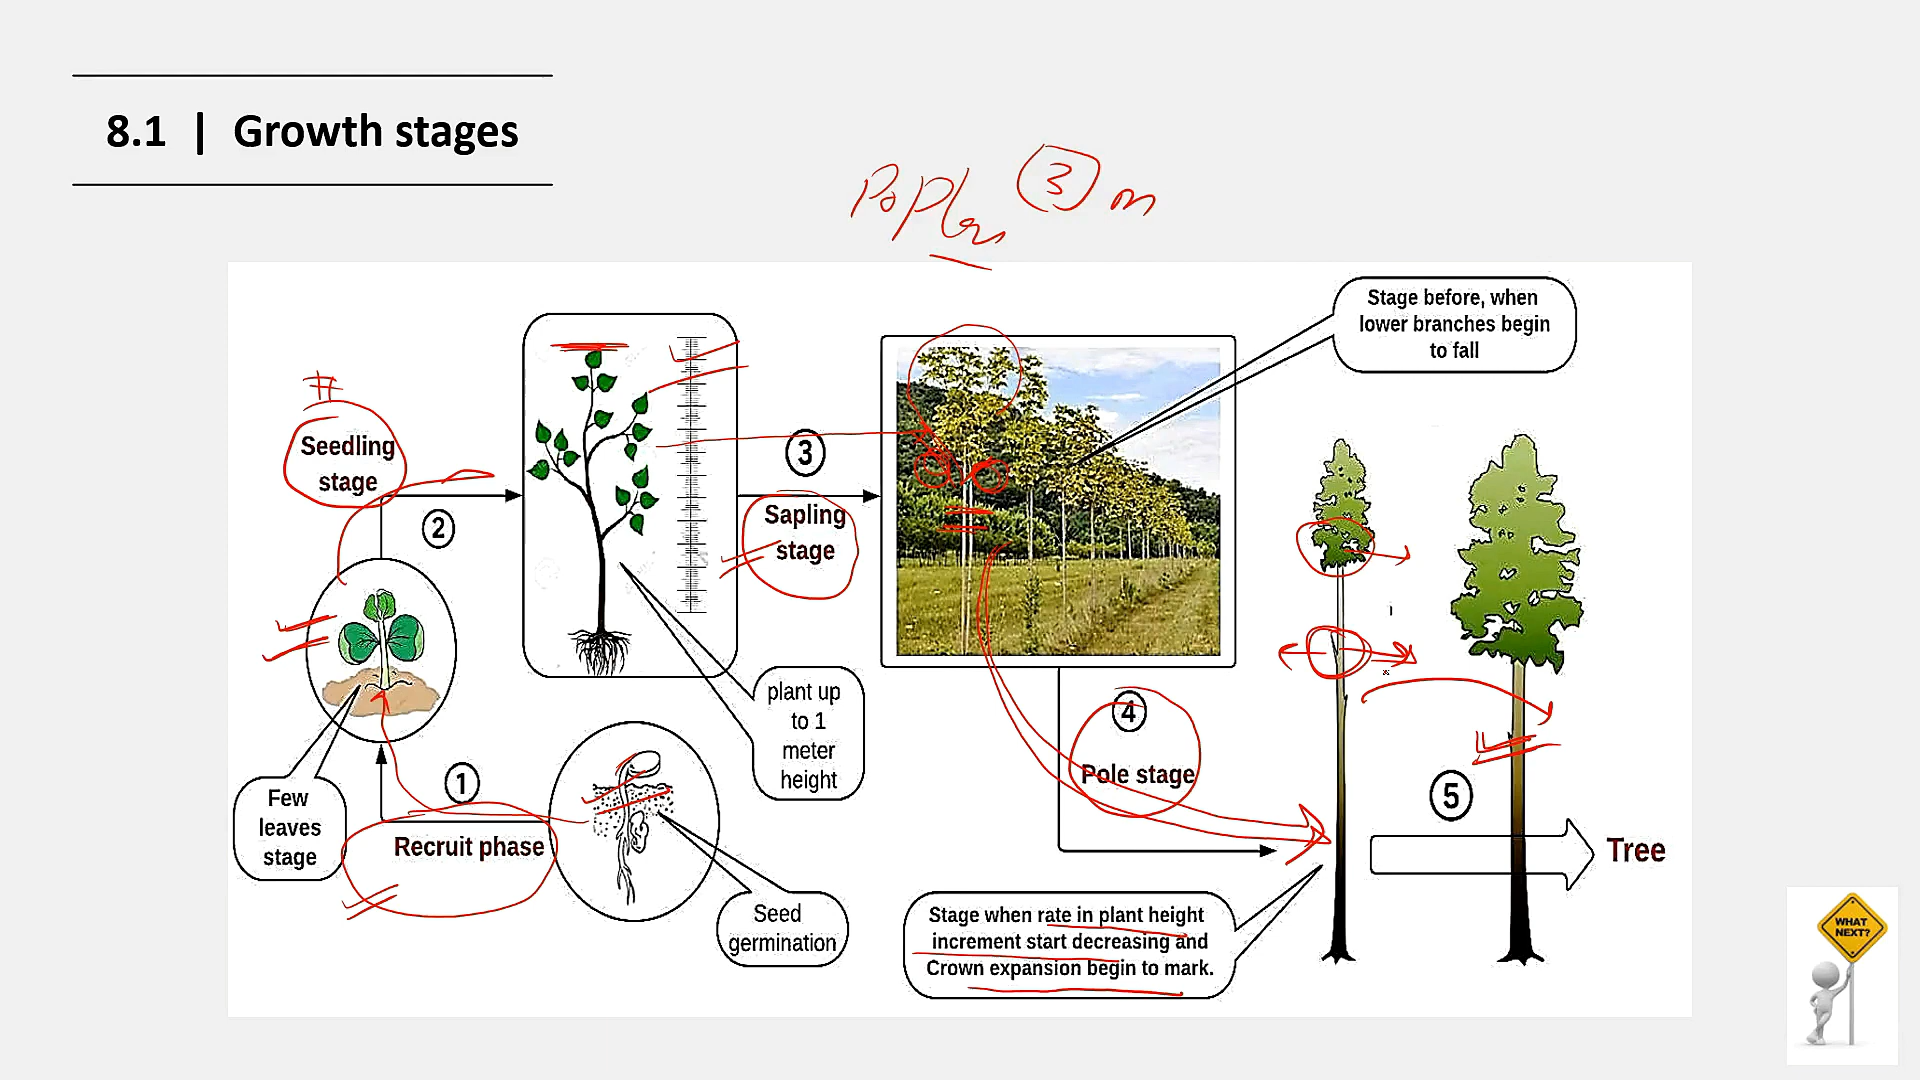 8.1 | Growth stages
Poplar 3 m
Stage before, when
lower branches begin
to fall
Seedling
stage
2
3
Sapling
stage
plant up
to 1
meter
height
4
Pole stage
1
Recruit phase
Few
leaves
stage
Seed
germination
5
Tree
Stage when rate in plant height
increment start decreasing and
Crown expansion begin to mark.
WHAT
NEXT?